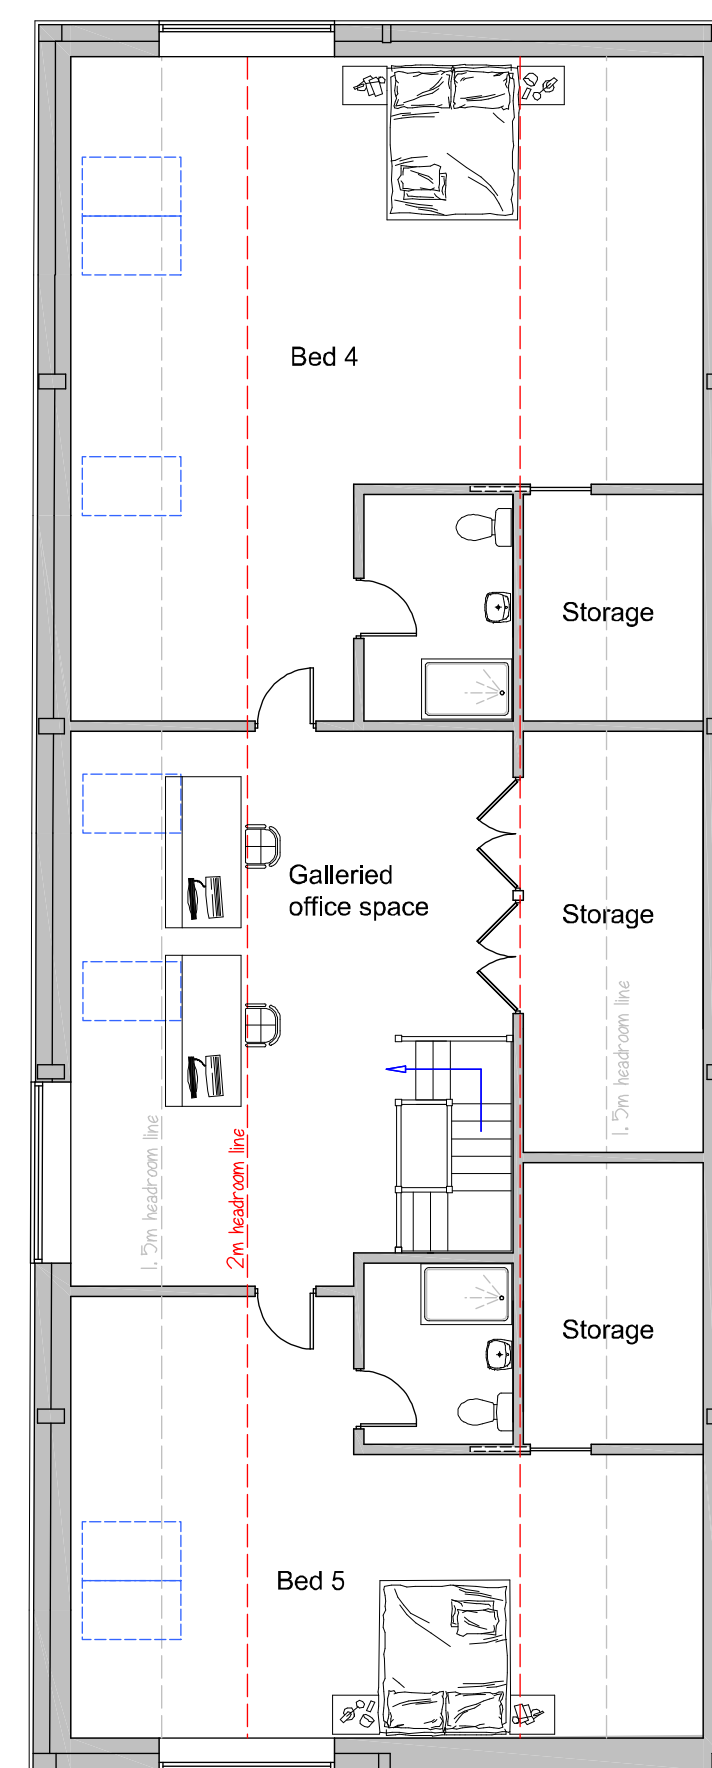 Bed 4
Storage
Galleried
office space
Storage
1.5m headroom line
1.5m headroom line
2m headroom line
Storage
Bed 5